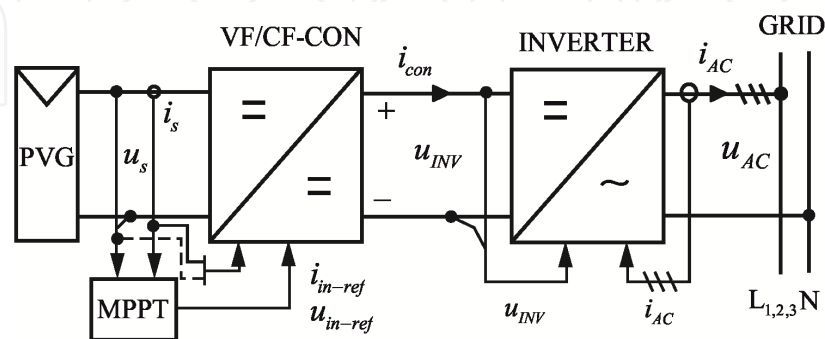 GRID
VF/CF-CON
INVERTER
i_con
i_AC
PVG
i_s
u_s
=
=
+
−
u_INV
=
~
u_AC
MPPT
i_in−ref
u_in−ref
u_INV
i_AC
L_1,2,3 N